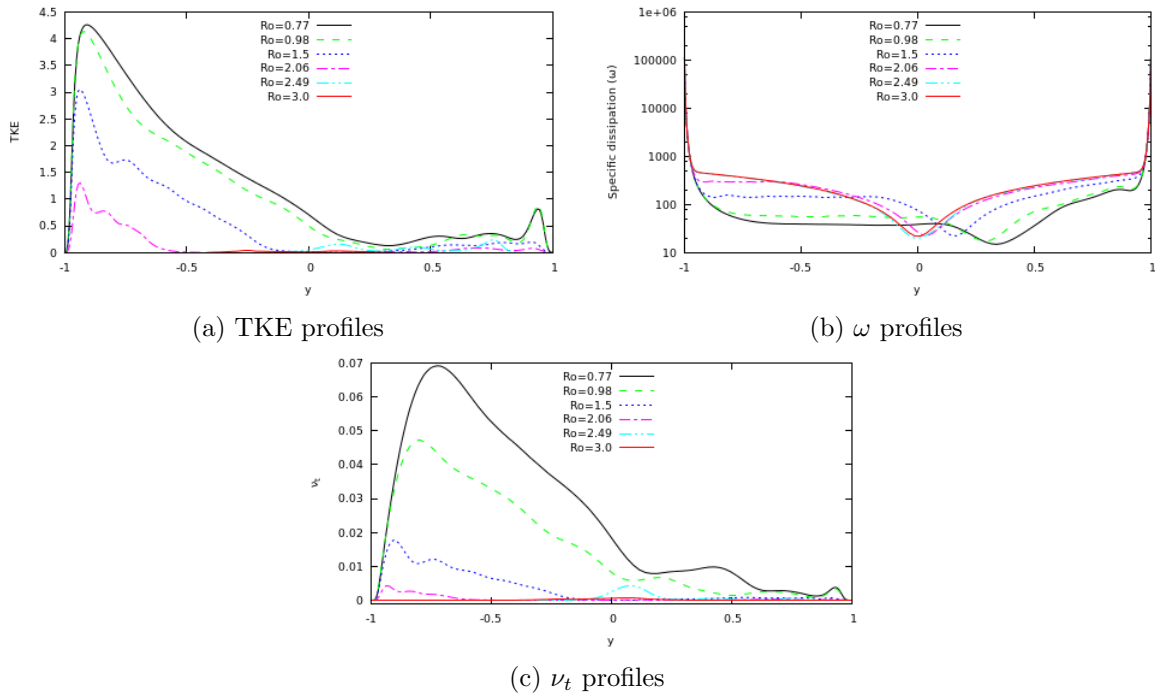 4.5
4
3.5
3
2.5
2
1.5
1
0.5
0
TKE
-1
-0.5
0
0.5
1
y
Ro=0.77
Ro=0.98
Ro=1.5
Ro=2.06
Ro=2.49
Ro=3.0
(a) TKE profiles
1e+06
100000
10000
1000
100
10
Specific dissipation (ω)
-1
-0.5
0
0.5
1
y
Ro=0.77
Ro=0.98
Ro=1.5
Ro=2.06
Ro=2.49
Ro=3.0
(b) ω profiles
0.07
0.06
0.05
0.04
0.03
0.02
0.01
0
νt
-1
-0.5
0
0.5
1
y
Ro=0.77
Ro=0.98
Ro=1.5
Ro=2.06
Ro=2.49
Ro=3.0
(c) νt profiles